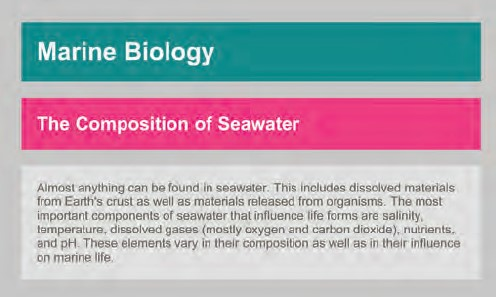 Marine Biology
The Composition of Seawater
Almost anything can be found in seawater. This includes dissolved materials
from Earth's crust as well as materials released from organisms. The most
important components of seawater that influence life forms are salinity,
temperature, dissolved gases (mostly oxygen and carbon dioxide), nutrients,
and pH. These elements vary in their composition as well as in their influence
on marine life.